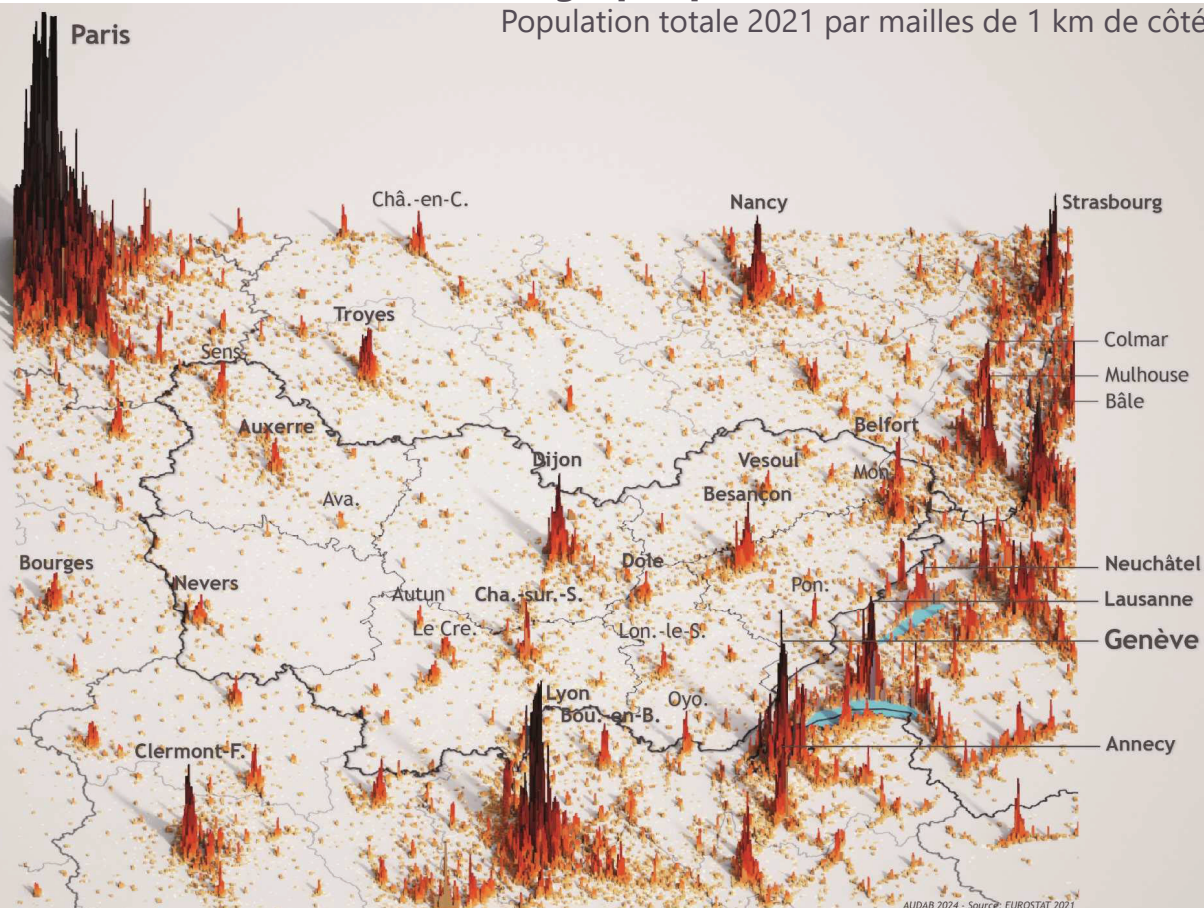 Population totale 2021 par mailles de 1 km de côté
Paris
Châ.-en-C.
Nancy
Strasbourg
Troyes
Colmar
Sens
Mulhouse
Bâle
Auxerre
Belfort
Dijon
Vesoul
Mon.
Besançon
Ava.
Bourges
Dole
Neuchâtel
Nevers
Autun
Cha.-sur.-S.
Pon.
Lausanne
Le Cre.
Lon.-le-S.
Genève
Lyon
Oyo.
Bou.-en-B.
Clermont-F.
Annecy
AUDAB 2024 - Source: EUROSTAT 2021